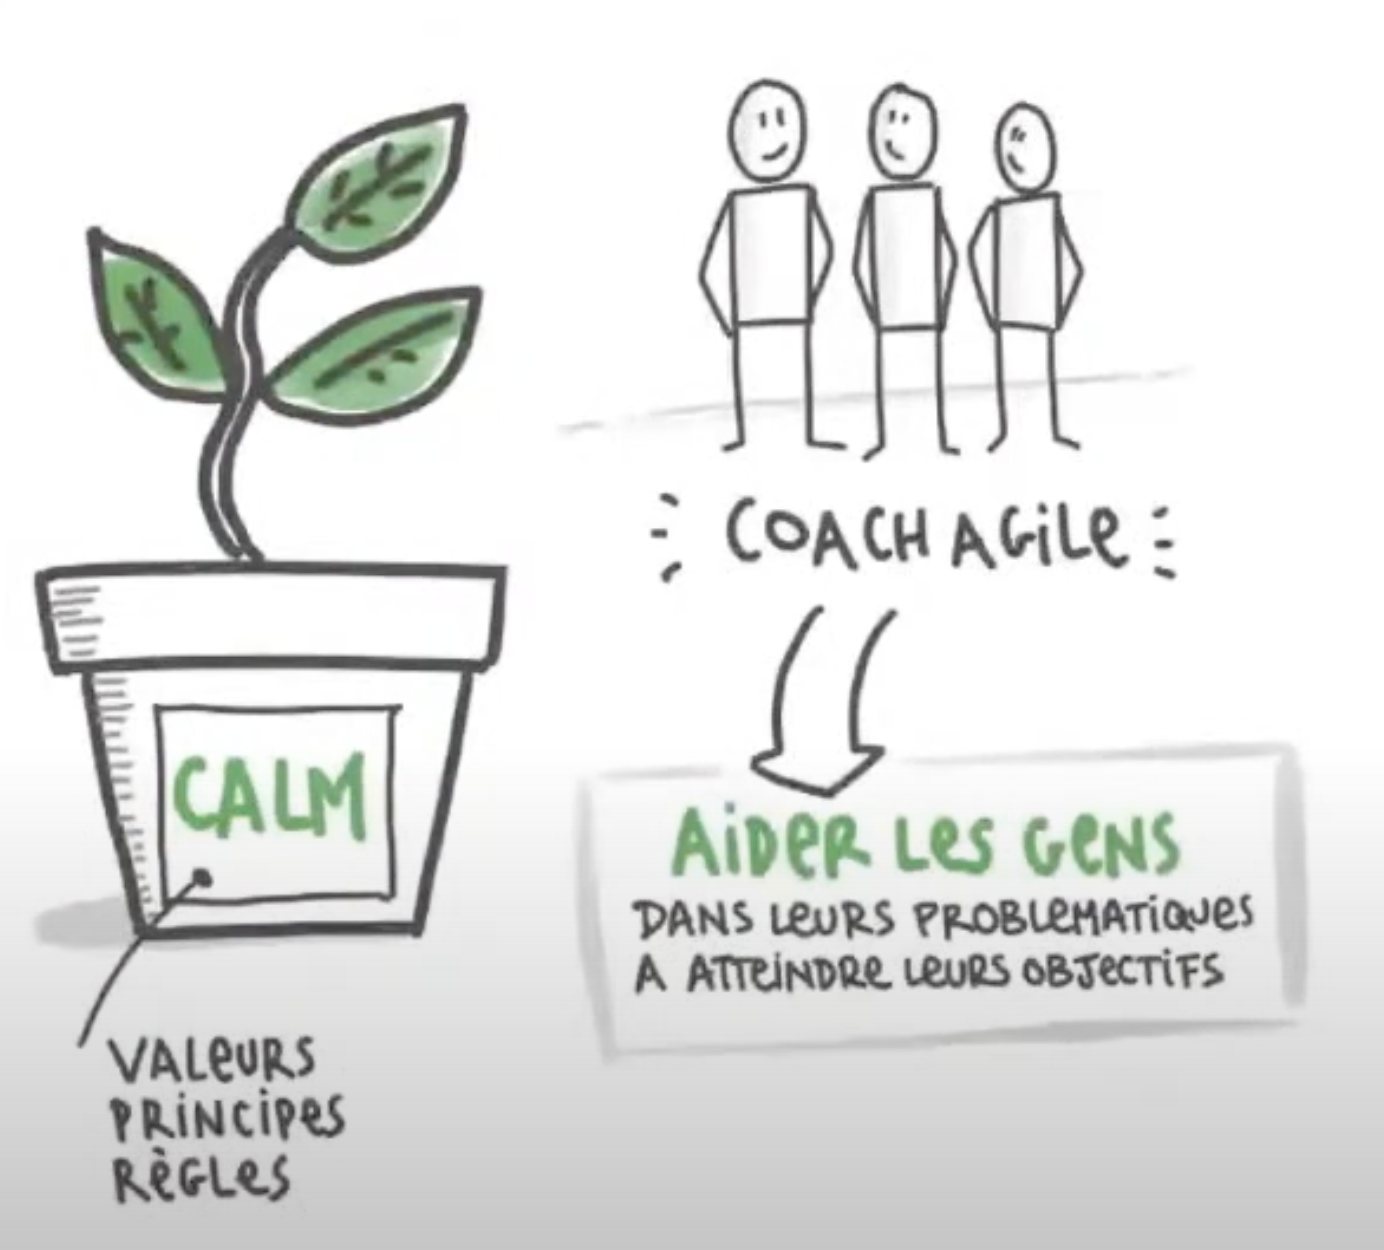 COACH AGiLe
CALM
AiDeR Les GeNS
DANS LeURS PROBLeMATiQUeS
A ATTeiNDRe LeURS OBJeCTiFS
VALeURS
PRiNCiPeS
RèGLeS